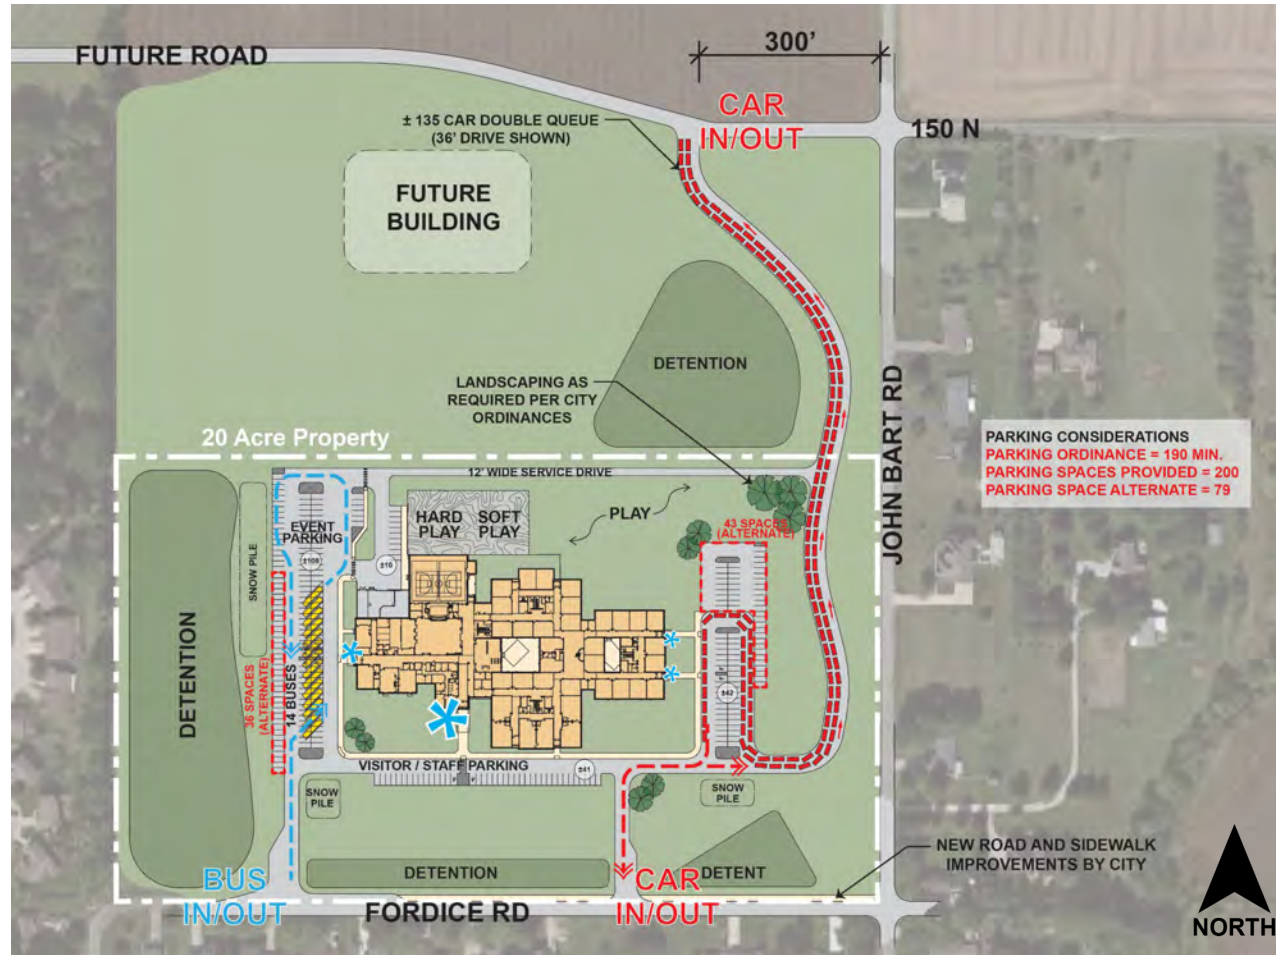 FUTURE ROAD
300’
CAR
IN/OUT
150 N
± 135 CAR DOUBLE QUEUE
(36’ DRIVE SHOWN)
FUTURE
BUILDING
DETENTION
LANDSCAPING AS
REQUIRED PER CITY
ORDINANCES
JOHN BART RD
PARKING CONSIDERATIONS
PARKING ORDINANCE = 190 MIN.
PARKING SPACES PROVIDED = 200
PARKING SPACE ALTERNATE = 79
20 Acre Property
12’ WIDE SERVICE DRIVE
EVENT
PARKING
±108
±10
HARD
PLAY
SOFT
PLAY
PLAY
43 SPACES
(ALTERNATE)
SNOW PILE
DETENTION
36 SPACES
(ALTERNATE)
14 BUSES
±42
VISITOR / STAFF PARKING
±41
SNOW
PILE
SNOW
PILE
DETENTION
DETENT
NEW ROAD AND SIDEWALK
IMPROVEMENTS BY CITY
BUS
IN/OUT
FORDICE RD
CAR
IN/OUT
NORTH